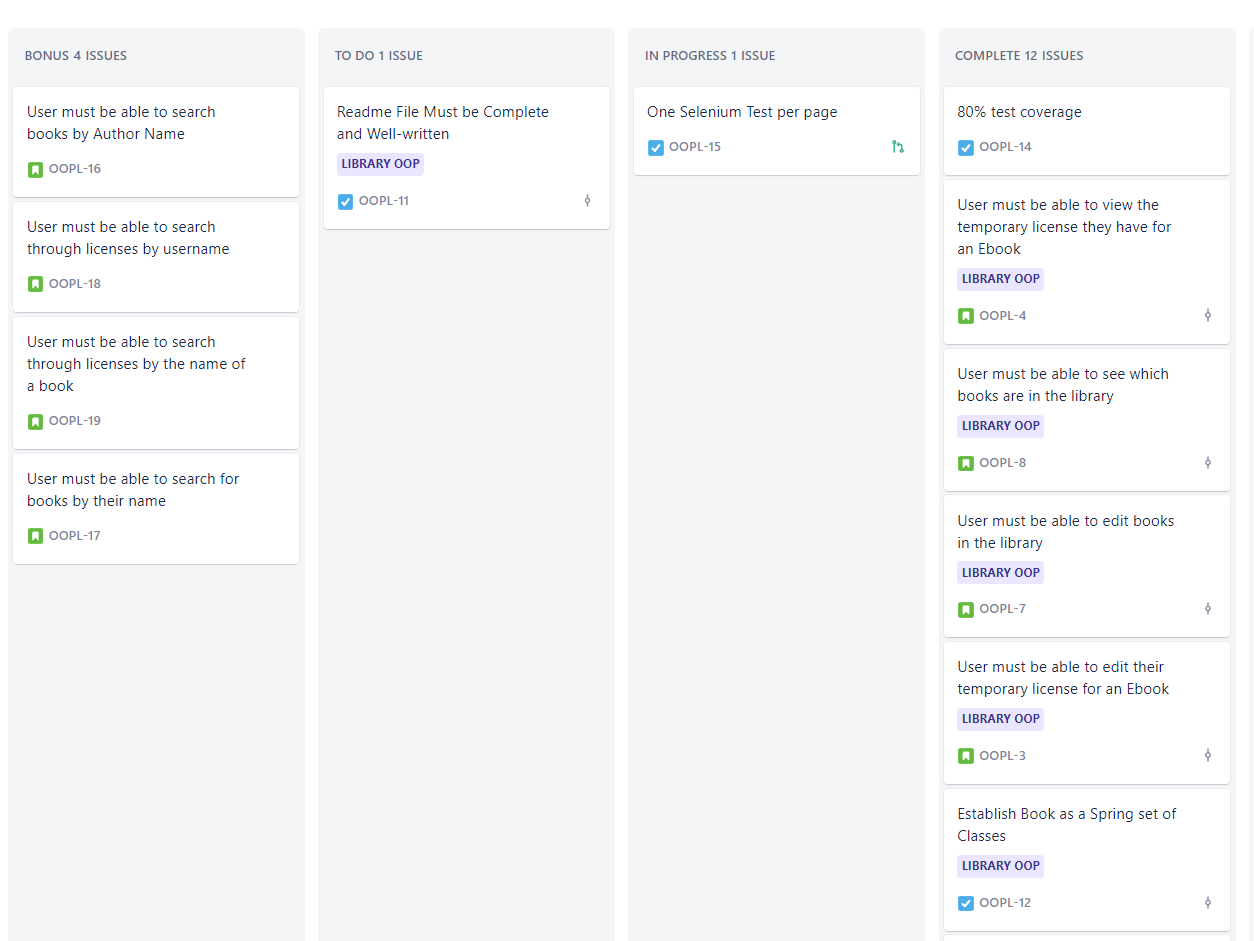 BONUS 4 ISSUES
User must be able to search
books by Author Name
OOPL-16
User must be able to search
through licenses by username
OOPL-18
User must be able to search
through licenses by the name of
a book
OOPL-19
User must be able to search for
books by their name
OOPL-17
TO DO 1 ISSUE
Readme File Must be Complete
and Well-written
LIBRARY OOP
OOPL-11
IN PROGRESS 1 ISSUE
One Selenium Test per page
OOPL-15
COMPLETE 12 ISSUES
80% test coverage
OOPL-14
User must be able to view the
temporary license they have for
an Ebook
LIBRARY OOP
OOPL-4
User must be able to see which
books are in the library
LIBRARY OOP
OOPL-8
User must be able to edit books
in the library
LIBRARY OOP
OOPL-7
User must be able to edit their
temporary license for an Ebook
LIBRARY OOP
OOPL-3
Establish Book as a Spring set of
Classes
LIBRARY OOP
OOPL-12